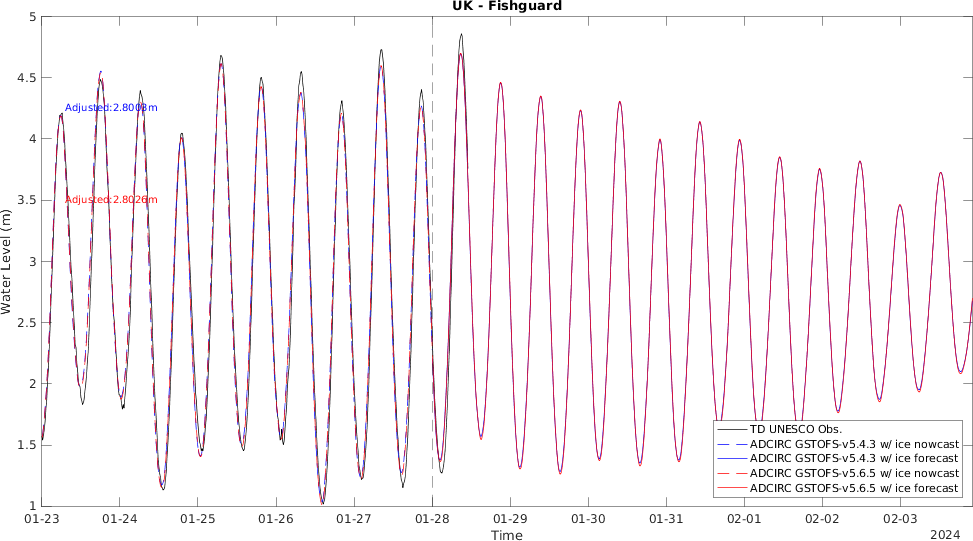 UK - Fishguard
5
4.5
4
3.5
3
2.5
2
1.5
1
Water Level (m)
Adjusted:2.8003m
Adjusted:2.8026m
TD UNESCO Obs.
ADCIRC GSTOFS-v5.4.3 w/ ice nowcast
ADCIRC GSTOFS-v5.4.3 w/ ice forecast
ADCIRC GSTOFS-v5.6.5 w/ ice nowcast
ADCIRC GSTOFS-v5.6.5 w/ ice forecast
01-23 01-24 01-25 01-26 01-27 01-28 01-29 01-30 01-31 02-01 02-02 02-03
Time
2024